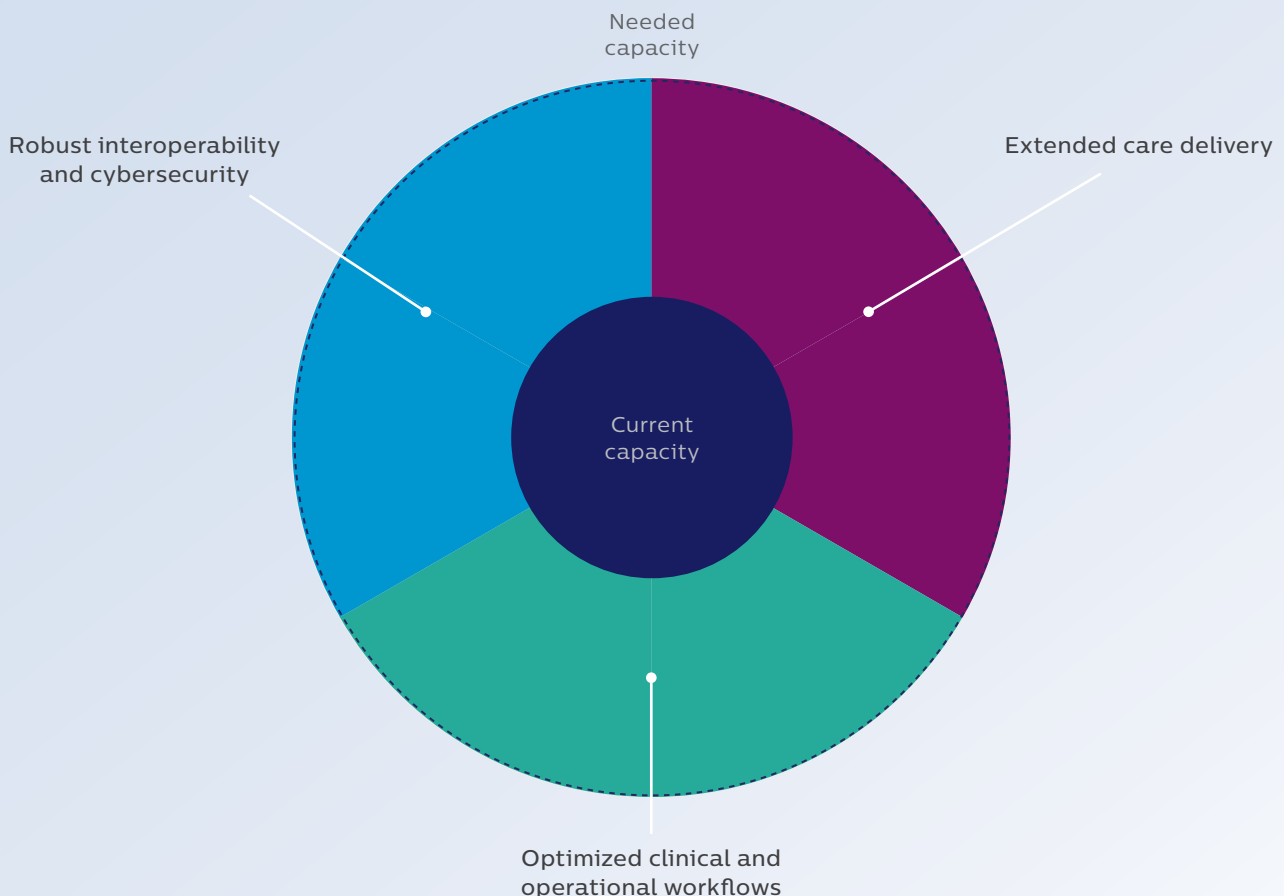 Needed
capacity
Robust interoperability
and cybersecurity
Extended care delivery
Current
capacity
Optimized clinical and
operational workflows